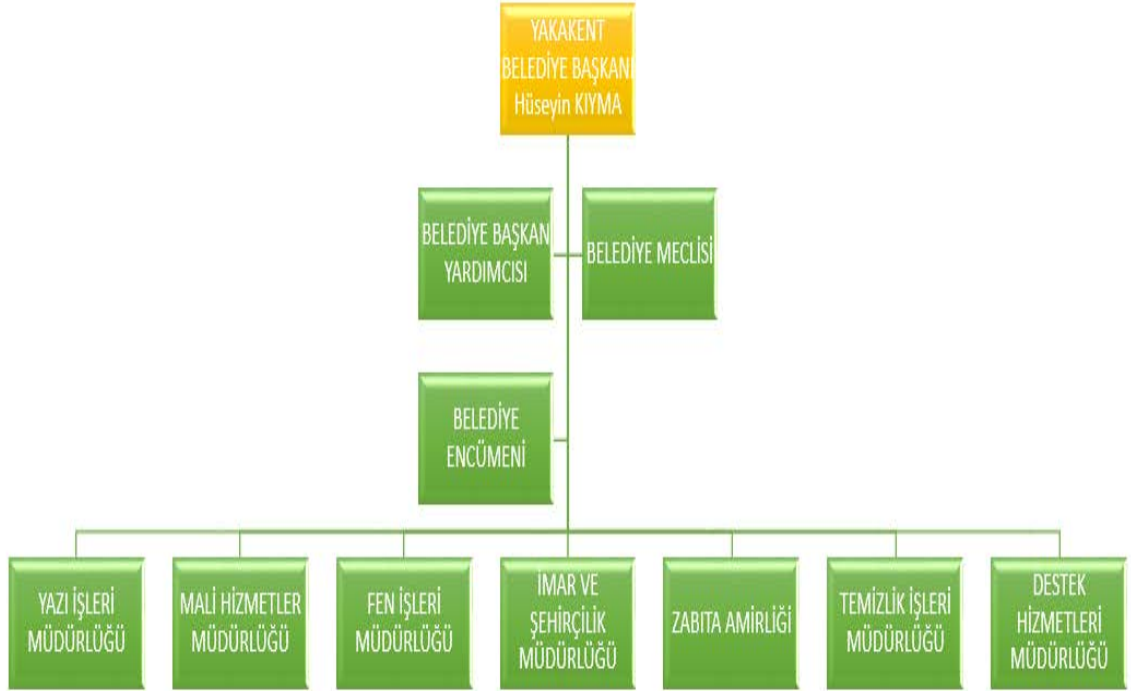 YAKAKENT
BELEDİYE BAŞKANI
Hüseyin KIYMA
BELEDİYE BAŞKAN
YARDIMCISI
BELEDİYE MECLİSİ
BELEDİYE
ENCÜMENİ
YAZI İŞLERİ
MÜDÜRLÜĞÜ
MALİ HİZMETLER
MÜDÜRLÜĞÜ
FEN İŞLERİ
MÜDÜRLÜĞÜ
İMAR VE
ŞEHİRÇİLİK
MÜDÜRLÜĞÜ
ZABITA AMİRLİĞİ
TEMİZLİK İŞLERİ
MÜDÜRLÜĞÜ
DESTEK
HİZMETLERİ
MÜDÜRLÜĞÜ